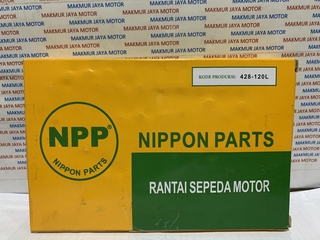 MAKMUR JAYA MOTOR
KODE PRODUKSI: 428-120L
NPP®
NIPPON PARTS
NIPPON PARTS
RANTAI SEPEDA MOTOR